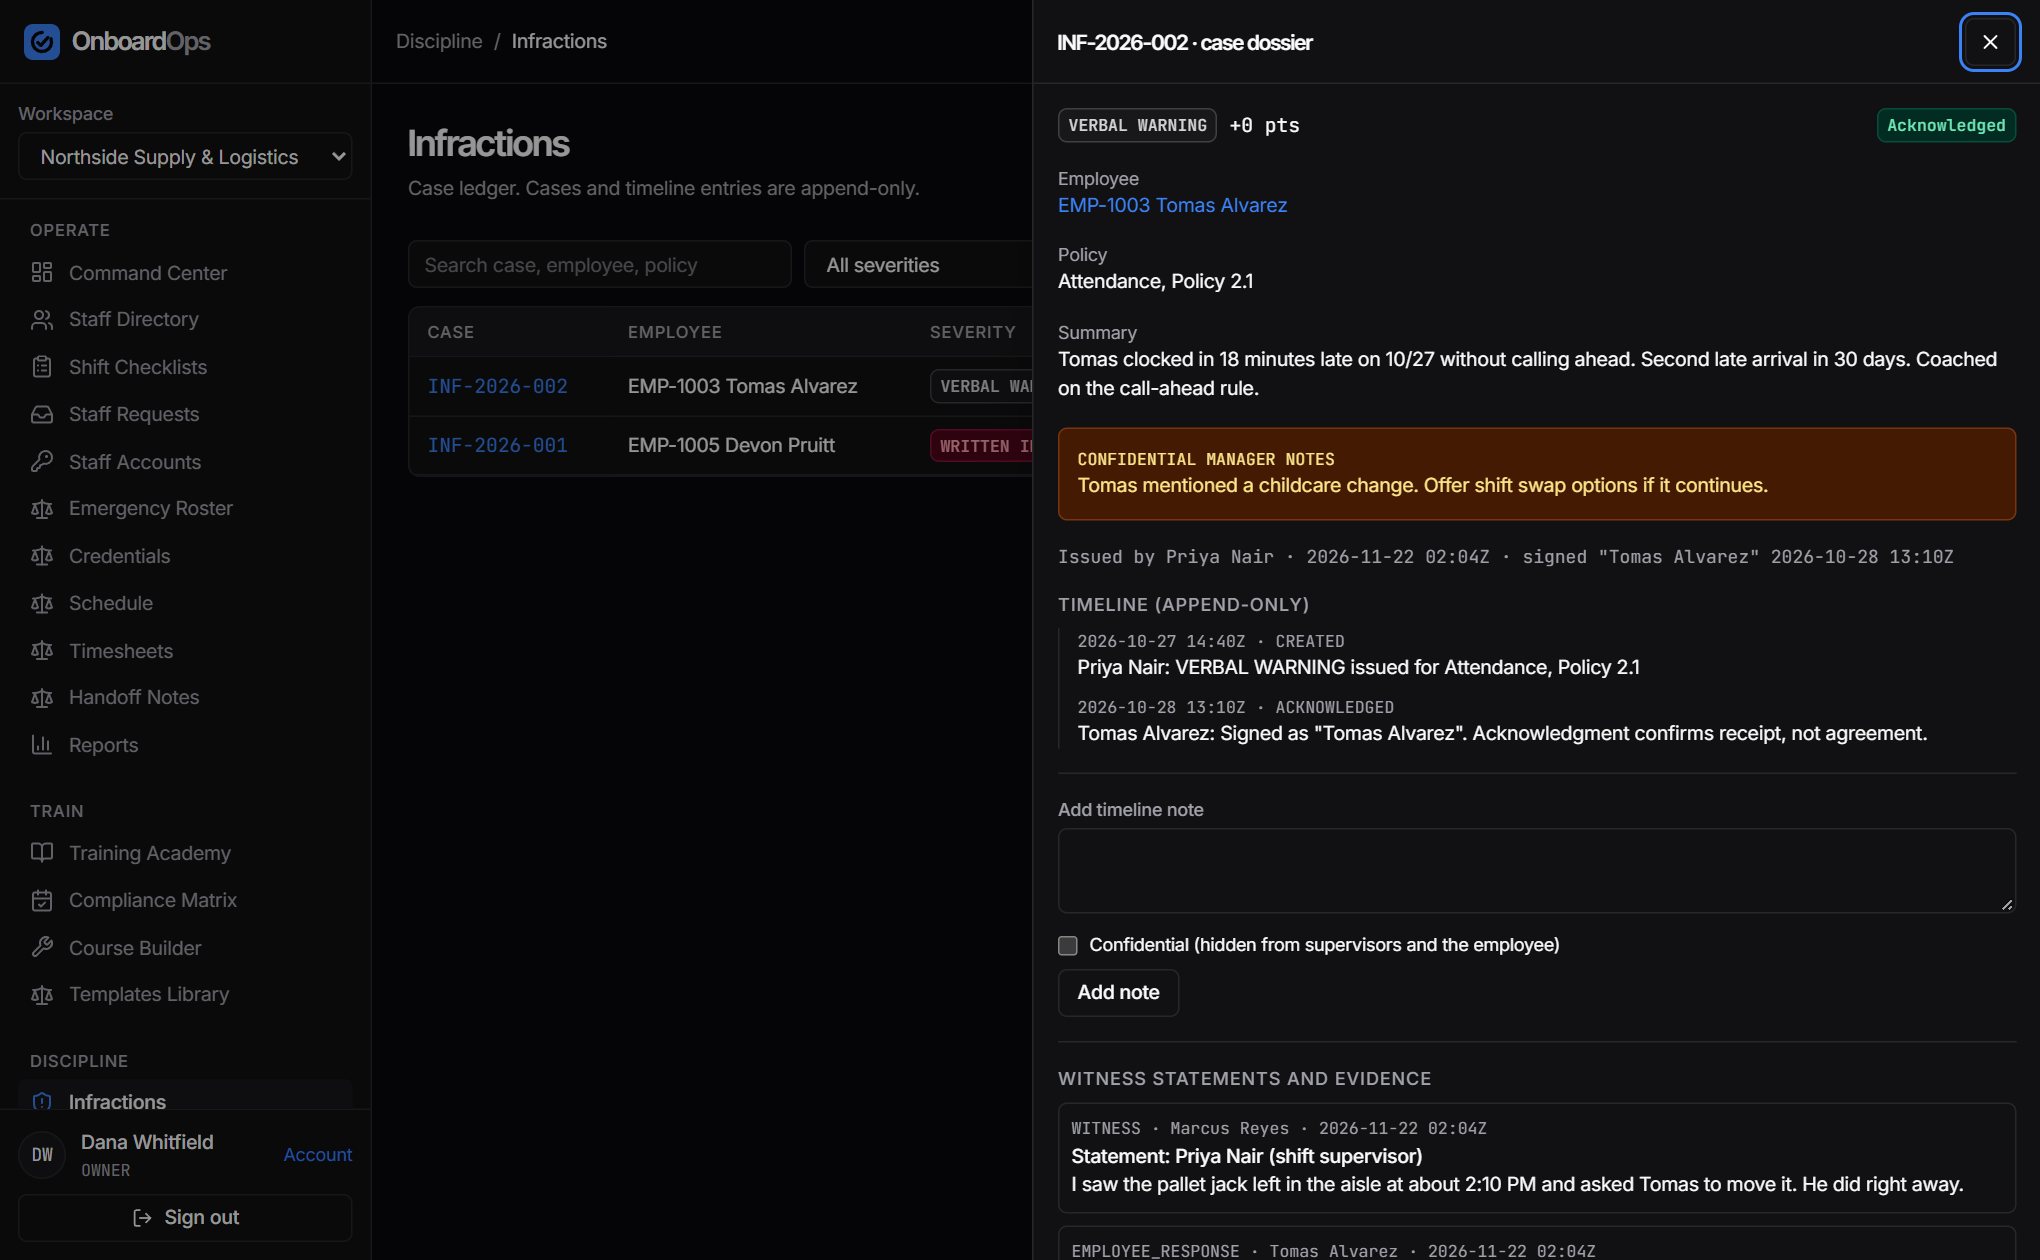 OnboardOps
Workspace
Northside Supply & Logistics
OPERATE
Command Center
Staff Directory
Shift Checklists
Staff Requests
Staff Accounts
Emergency Roster
Credentials
Schedule
Timesheets
Handoff Notes
Reports
TRAIN
Training Academy
Compliance Matrix
Course Builder
Templates Library
DISCIPLINE
Infractions
DW
Dana Whitfield
OWNER
Account
Sign out
Discipline / Infractions
Infractions
Case ledger. Cases and timeline entries are append-only.
Search case, employee, policy
All severities
CASE EMPLOYEE SEVERITY
INF-2026-002 EMP-1003 Tomas Alvarez VERBAL
INF-2026-001 EMP-1005 Devon Pruitt WRITTEN
INF-2026-002 · case dossier
VERBAL WARNING +0 pts
Acknowledged
Employee
EMP-1003 Tomas Alvarez
Policy
Attendance, Policy 2.1
Summary
Tomas clocked in 18 minutes late on 10/27 without calling ahead. Second late arrival in 30 days. Coached
on the call-ahead rule.
CONFIDENTIAL MANAGER NOTES
Tomas mentioned a childcare change. Offer shift swap options if it continues.
Issued by Priya Nair · 2026-11-22 02:04Z · signed "Tomas Alvarez" 2026-10-28 13:10Z
TIMELINE (APPEND-ONLY)
2026-10-27 14:40Z · CREATED
Priya Nair: VERBAL WARNING issued for Attendance, Policy 2.1
2026-10-28 13:10Z · ACKNOWLEDGED
Tomas Alvarez: Signed as "Tomas Alvarez". Acknowledgment confirms receipt, not agreement.
Add timeline note
Confidential (hidden from supervisors and the employee)
Add note
WITNESS STATEMENTS AND EVIDENCE
WITNESS · Marcus Reyes · 2026-11-22 02:04Z
Statement: Priya Nair (shift supervisor)
I saw the pallet jack left in the aisle at about 2:10 PM and asked Tomas to move it. He did right away.
EMPLOYEE_RESPONSE · Tomas Alvarez · 2026-11-22 02:04Z